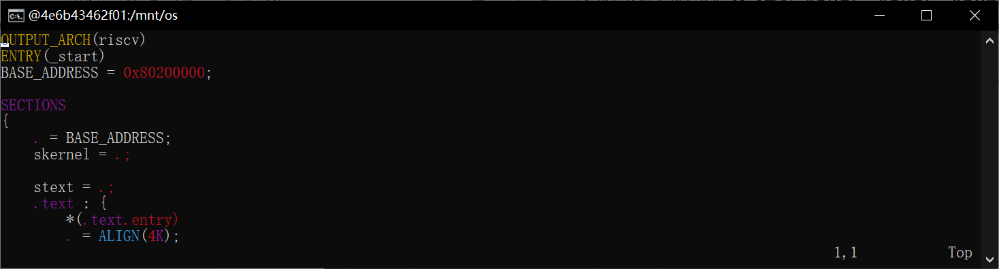 @4e6b43462f01:/mnt/os
OUTPUT_ARCH(riscv)
ENTRY(_start)
BASE_ADDRESS = 0x80200000;

SECTIONS
{
    . = BASE_ADDRESS;
    skernel = .;

    stext = .;
    .text : {
        *(.text.entry)
        . = ALIGN(4K);
1,1 Top